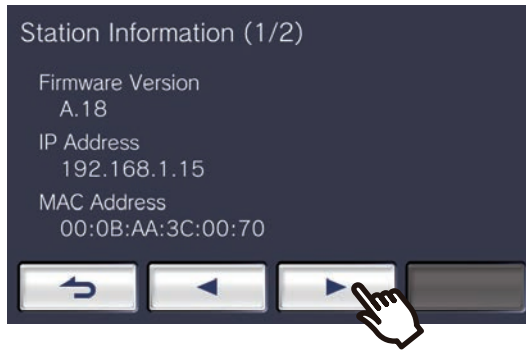 Station Information (1/2)
Firmware Version
A.18
IP Address
192.168.1.15
MAC Address
00:0B:AA:3C:00:70